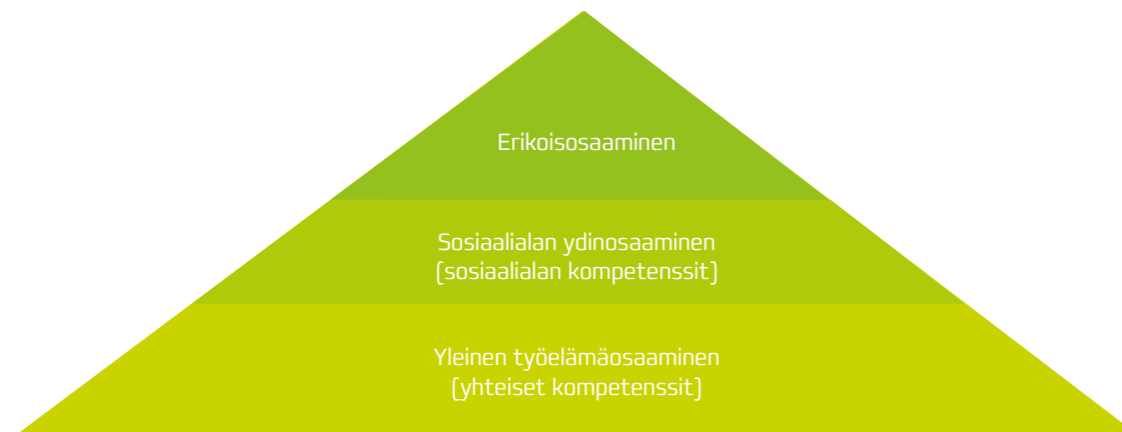 Erikoisosaaminen
Sosiaalialan ydinosaaminen
(sosiaalialan kompetenssit)
Yleinen työelämäosaaminen
(yhteiset kompetenssit)